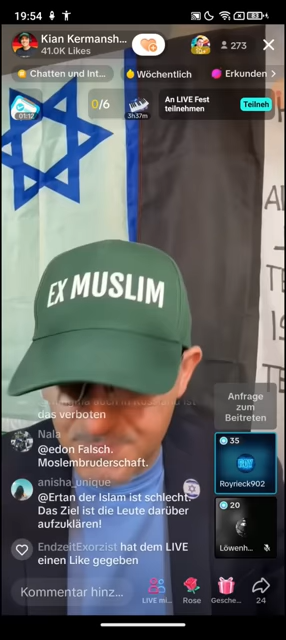 19:54
83
Kian Kermansh...
41.0K Likes
273
Chatten und Int...
Wöchentlich
Erkunden
01:12
0/6
3h37m
An LIVE Fest
teilnehmen
Teilneh
EX MUSLIM
das verboten
Nala
@edon Falsch.
Moslembruderschaft.
anisha_unique
@Ertan der Islam ist schlecht.
Das Ziel ist die Leute darüber
aufzuklären!
EndzeitExorzist hat dem LIVE
einen Like gegeben
Anfrage
zum
Beitreten
35
Royrieck902
20
Löwenh...
Kommentar hinz...
LIVE mi...
Rose
Gesche...
24